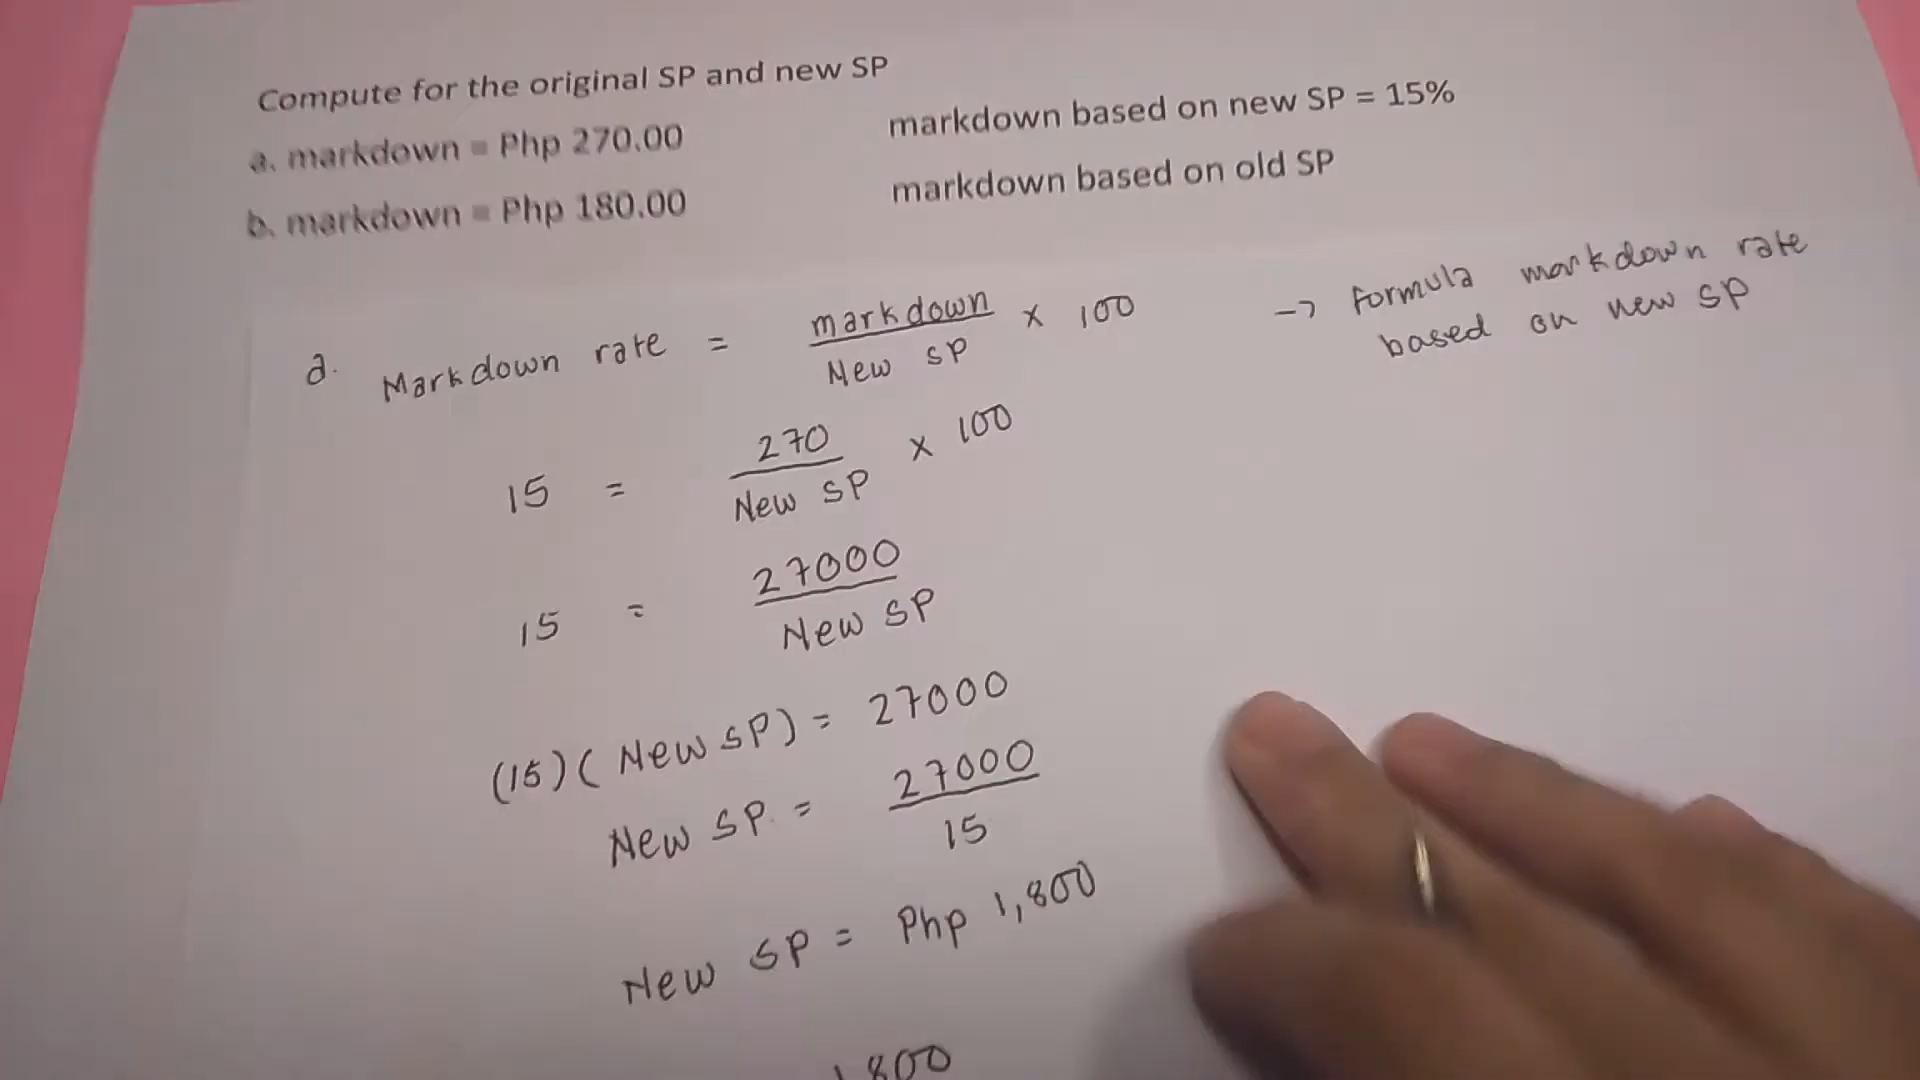 Compute for the original SP and new SP
a. markdown = Php 270.00 markdown based on new SP = 15%
b. markdown = Php 180.00 markdown based on old SP
a. Markdown rate = markdown / New SP x 100 → Formula markdown rate
based on new SP
15 = 270 / New SP x 100
15 = 27000 / New SP
(15)(New SP) = 27000
New SP = 27000 / 15
New SP = Php 1,800
1,800